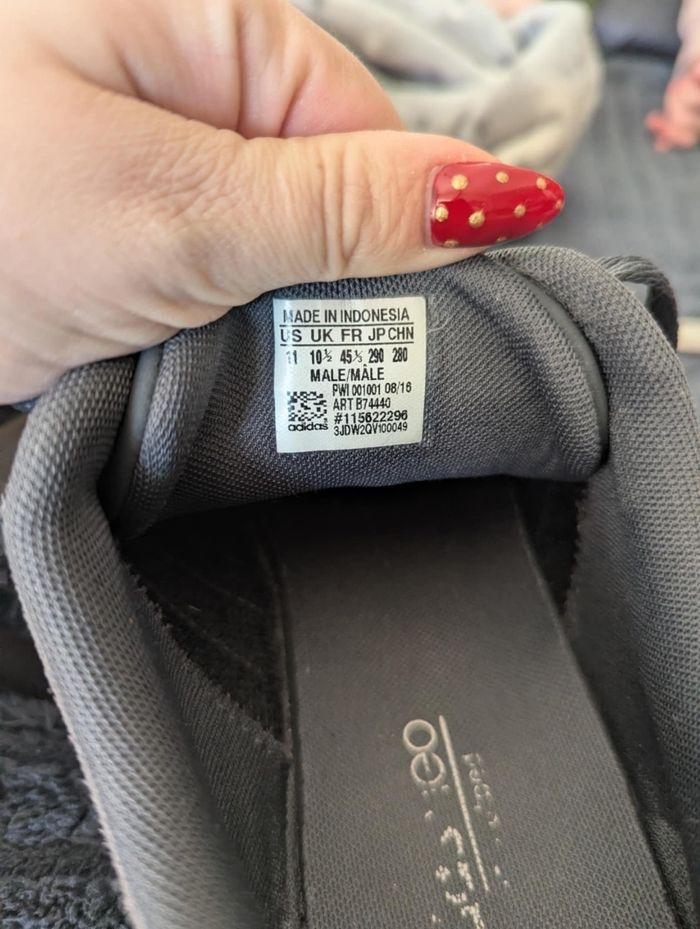 MADE IN INDONESIA
US UK FR JP CHN
11 10½ 45⅓ 290 280
MALE/MÂLE
PWI 001001 08/16
ART B74440
#115622296
adidas 3JDW2QV100049
neo